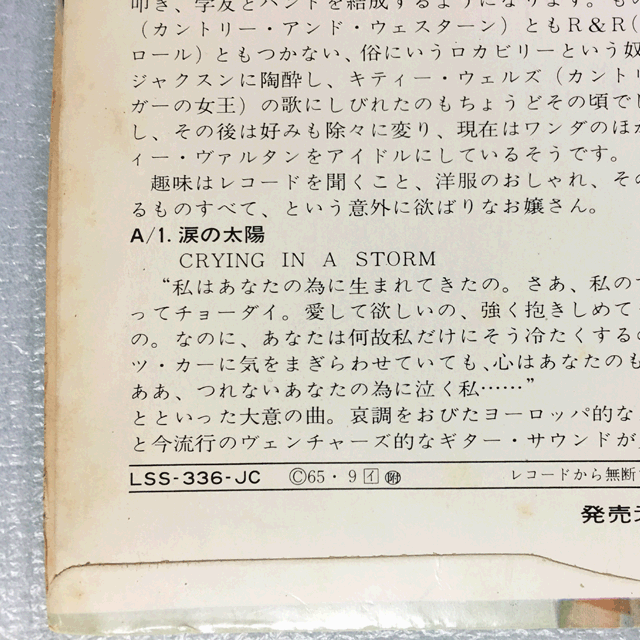 叩き、学友とバンドを結成するようになります。も
(カントリー・アンド・ウェスターン)ともR&R(
ロール)ともつかない、俗にいうロカビリーという奴
ジャクスンに陶酔し、キティー・ウェルズ(カント
ガーの女王)の歌にしびれたのもちょうどその頃で
し、その後は好みも除々に変り、現在はワンダのほか
ィー・ヴァルタンをアイドルにしているそうです。
趣味はレコードを聞くこと、洋服のおしゃれ、その
るものすべて、という意外に欲ばりなお嬢さん。
A/1. 涙の太陽
CRYING IN A STORM
“私はあなたの為に生まれてきたの。さあ、私の
ってチョーダイ。愛して欲しいの、強く抱きしめて
の。なのに、あなたは何故私だけにそう冷たくするの
ツ・カーに気をまぎらわせていても、心はあなたのも
ああ、つれないあなたの為に泣く私……”
とといった大意の曲。哀調をおびたヨーロッパ的な
と今流行のヴェンチャーズ的なギター・サウンドが
LSS-336-JC Ⓒ65・9 イ 附 レコードから無断
発売元